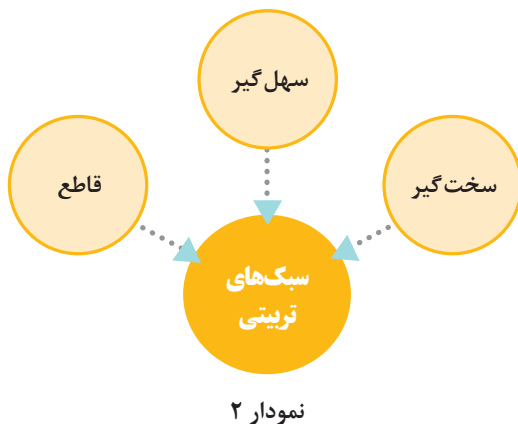 سهل‌گیر
سخت‌گیر
قاطع
سبک‌های
تربیتی
نمودار ۲